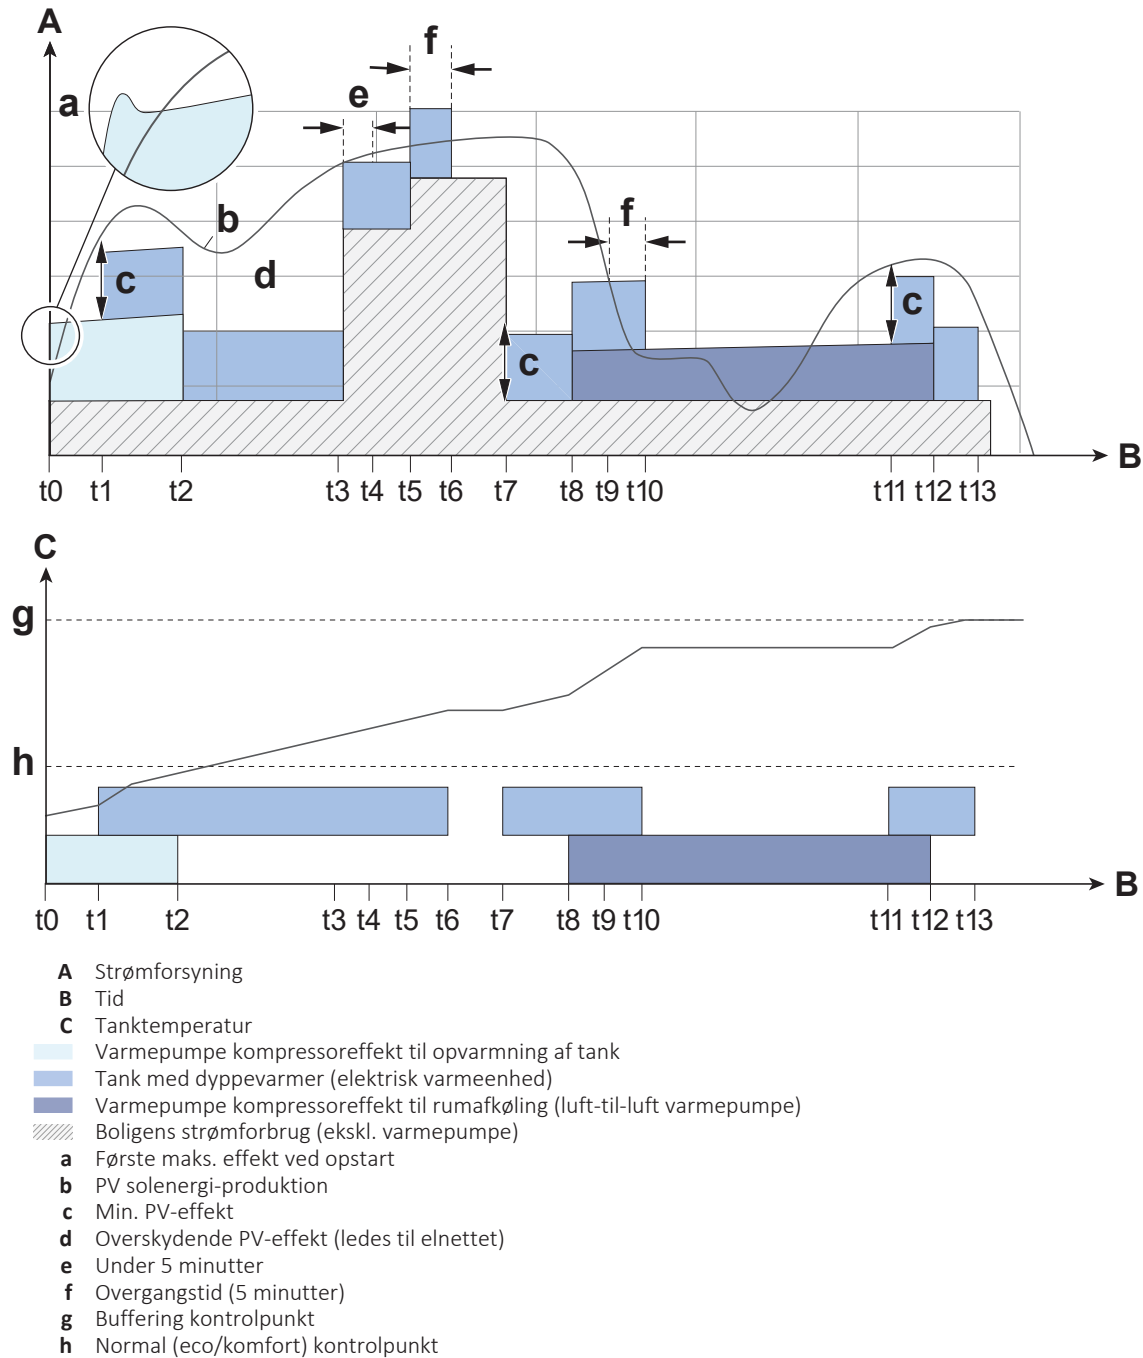 A
f
e
a
b
f
c
d
c
c
B
t0 t1 t2 t3 t4 t5 t6 t7 t8 t9 t10 t11 t12 t13
C
g
h
B
t0 t1 t2 t3 t4 t5 t6 t7 t8 t9 t10 t11 t12 t13
A Strømforsyning
B Tid
C Tanktemperatur
Varmepumpe kompressoreffekt til opvarmning af tank
Tank med dyppevarmer (elektrisk varmeenhed)
Varmepumpe kompressoreffekt til rumafkøling (luft-til-luft varmepumpe)
Boligens strømforbrug (ekskl. varmepumpe)
a Første maks. effekt ved opstart
b PV solenergi-produktion
c Min. PV-effekt
d Overskydende PV-effekt (ledes til elnettet)
e Under 5 minutter
f Overgangstid (5 minutter)
g Buffering kontrolpunkt
h Normal (eco/komfort) kontrolpunkt